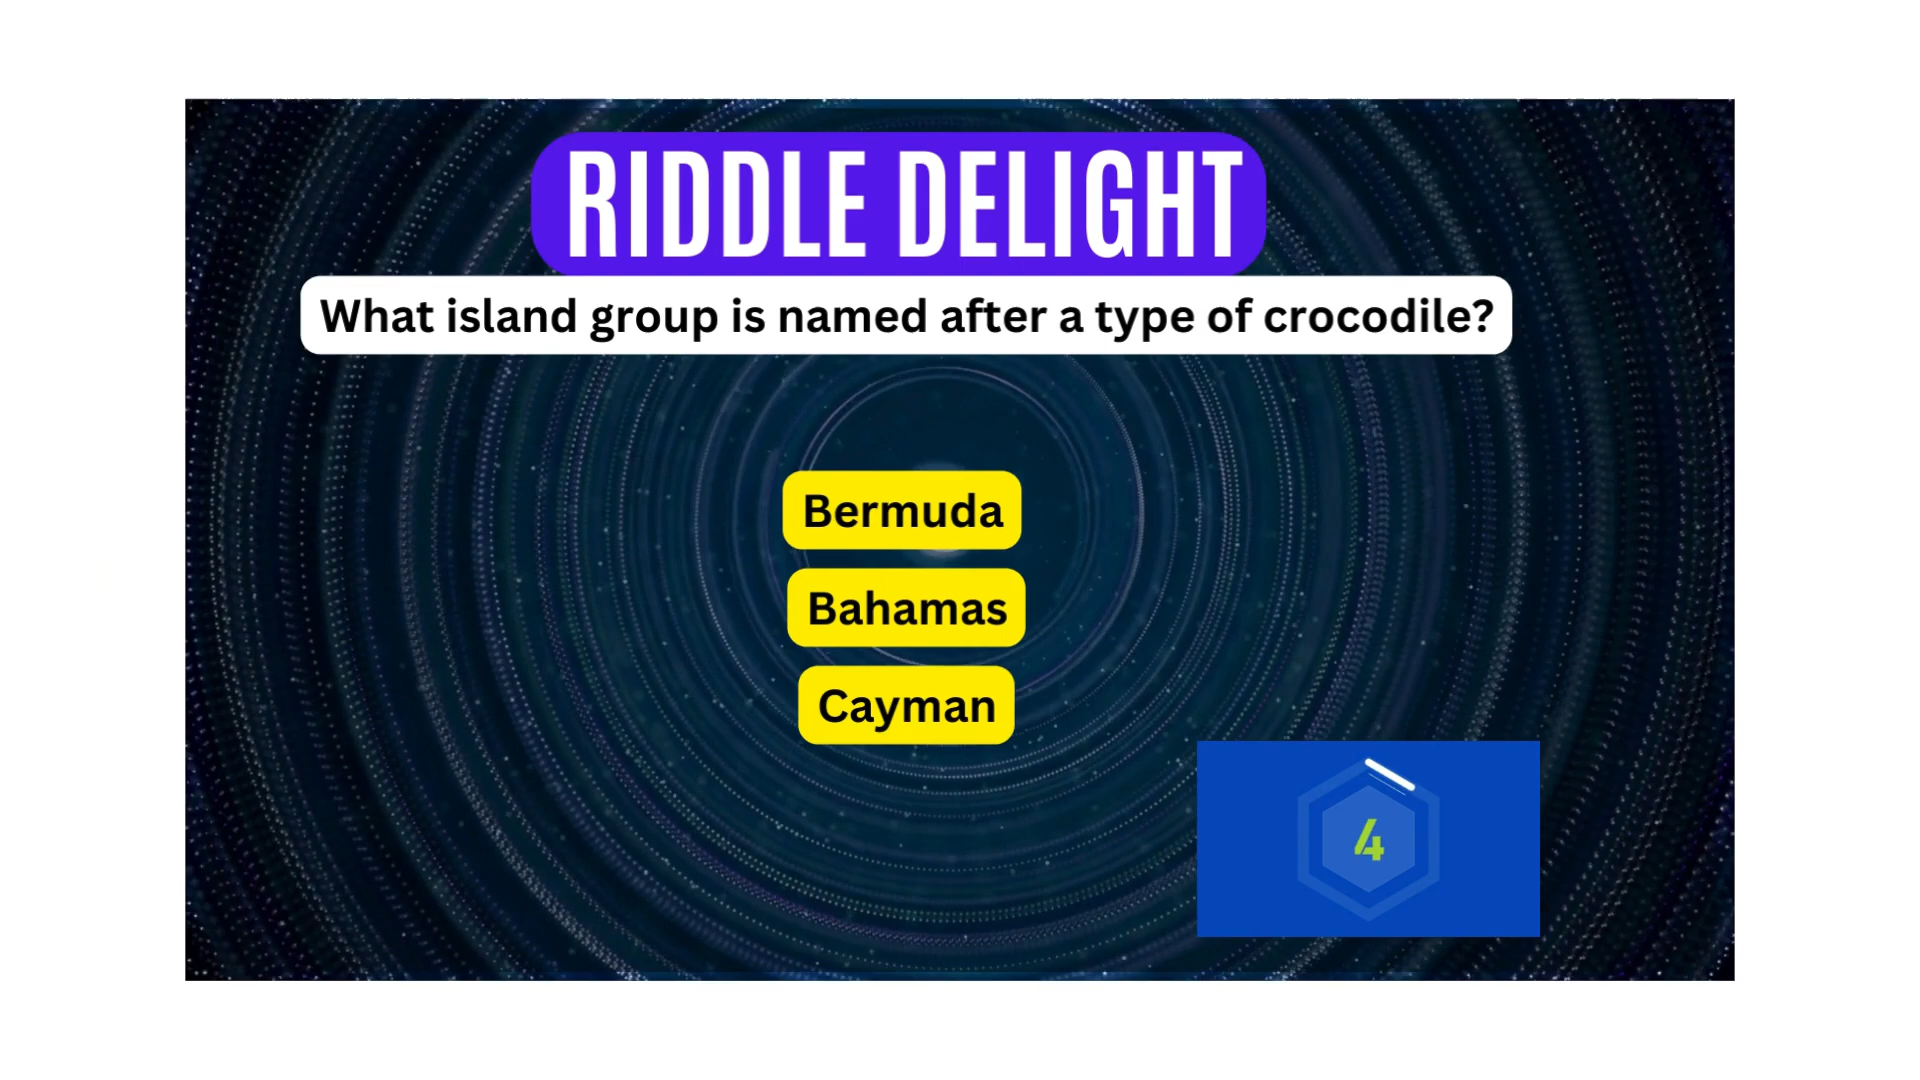 RIDDLE DELIGHT
What island group is named after a type of crocodile?
Bermuda
Bahamas
Cayman
4